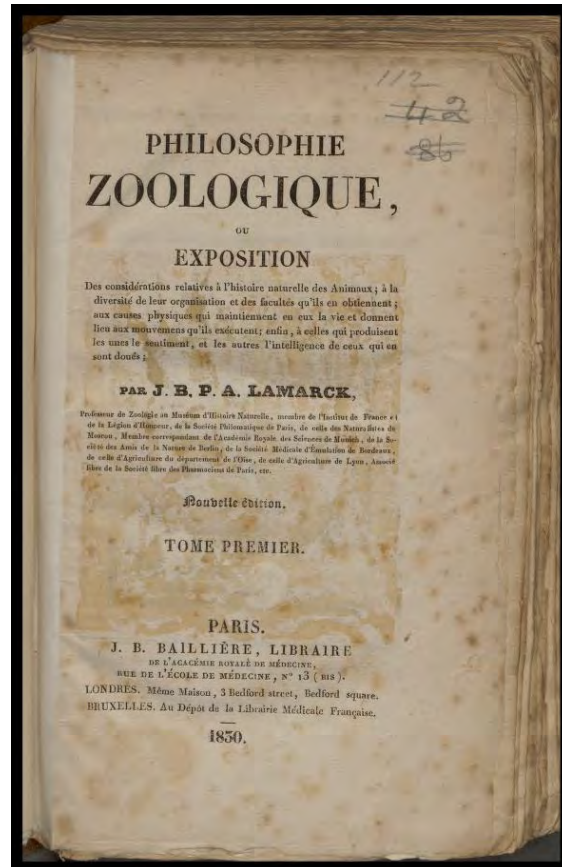 112
42
86
PHILOSOPHIE
ZOOLOGIQUE,
OU
EXPOSITION
Des considérations relatives à l'histoire naturelle des Animaux; à la
diversité de leur organisation et des facultés qu'ils en obtiennent;
aux causes physiques qui maintiennent en eux la vie et donnent
lieu aux mouvemens qu'ils exécutent; enfin, à celles qui produisent
les unes le sentiment, et les autres l'intelligence de ceux qui en
sont doués;
PAR J. B. P. A. LAMARCK,
Professeur de Zoologie au Muséum d'Histoire Naturelle, membre de l'Institut de France et
de la Légion d'Honneur, de la Société Philomatique de Paris, de celle des Naturalistes de
Moscou, Membre correspondant de l'Académie Royale des Sciences de Munich, de la So-
ciété des Amis de la Nature de Berlin, de la Société Médicale d'Émulation de Bordeaux,
de celle d'Agriculture du département de l'Oise, de celle d'Agriculture de Lyon, Associé
libre de la Société libre des Pharmaciens de Paris, etc.
Nouvelle édition.
TOME PREMIER.
PARIS.
J. B. BAILLIÈRE, LIBRAIRE
DE L'ACADÉMIE ROYALE DE MÉDECINE,
RUE DE L'ÉCOLE DE MÉDECINE, N° 13 (BIS).
LONDRES. Même Maison, 3 Bedford street, Bedford square.
BRUXELLES. Au Dépôt de la Librairie Médicale Française.
1830.